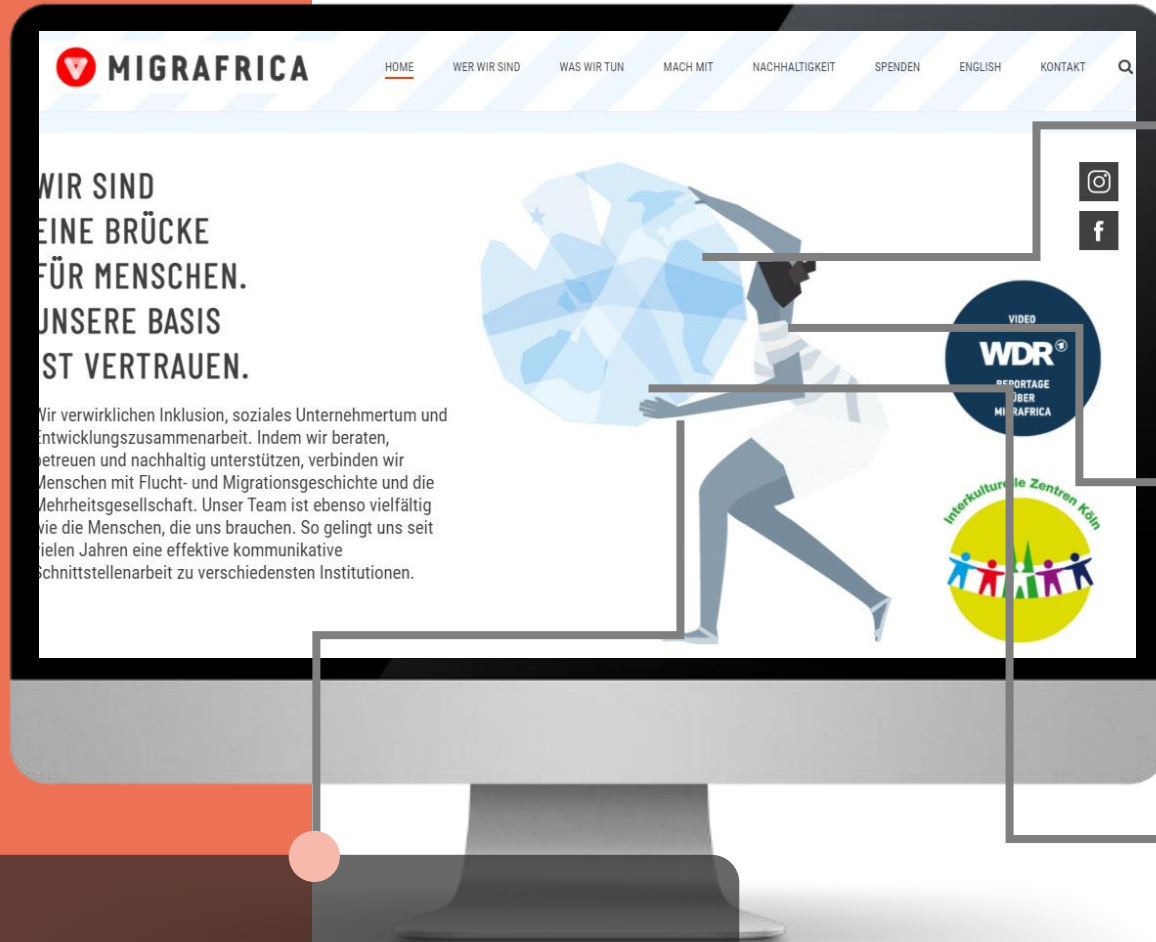 MIGRAFRICA
HOME WER WIR SIND WAS WIR TUN MACH MIT NACHHALTIGKEIT SPENDEN ENGLISH KONTAKT
WIR SIND
EINE BRÜCKE
FÜR MENSCHEN.
UNSERE BASIS
IST VERTRAUEN.
Wir verwirklichen Inklusion, soziales Unternehmertum und
Entwicklungszusammenarbeit. Indem wir beraten,
betreuen und nachhaltig unterstützen, verbinden wir
Menschen mit Flucht- und Migrationsgeschichte und die
Mehrheitsgesellschaft. Unser Team ist ebenso vielfältig
wie die Menschen, die uns brauchen. So gelingt uns seit
vielen Jahren eine effektive kommunikative
Schnittstellenarbeit zu verschiedensten Institutionen.
VIDEO
WDR®
REPORTAGE
ÜBER
MIGRAFRICA
Interkulturelle Zentren Köln